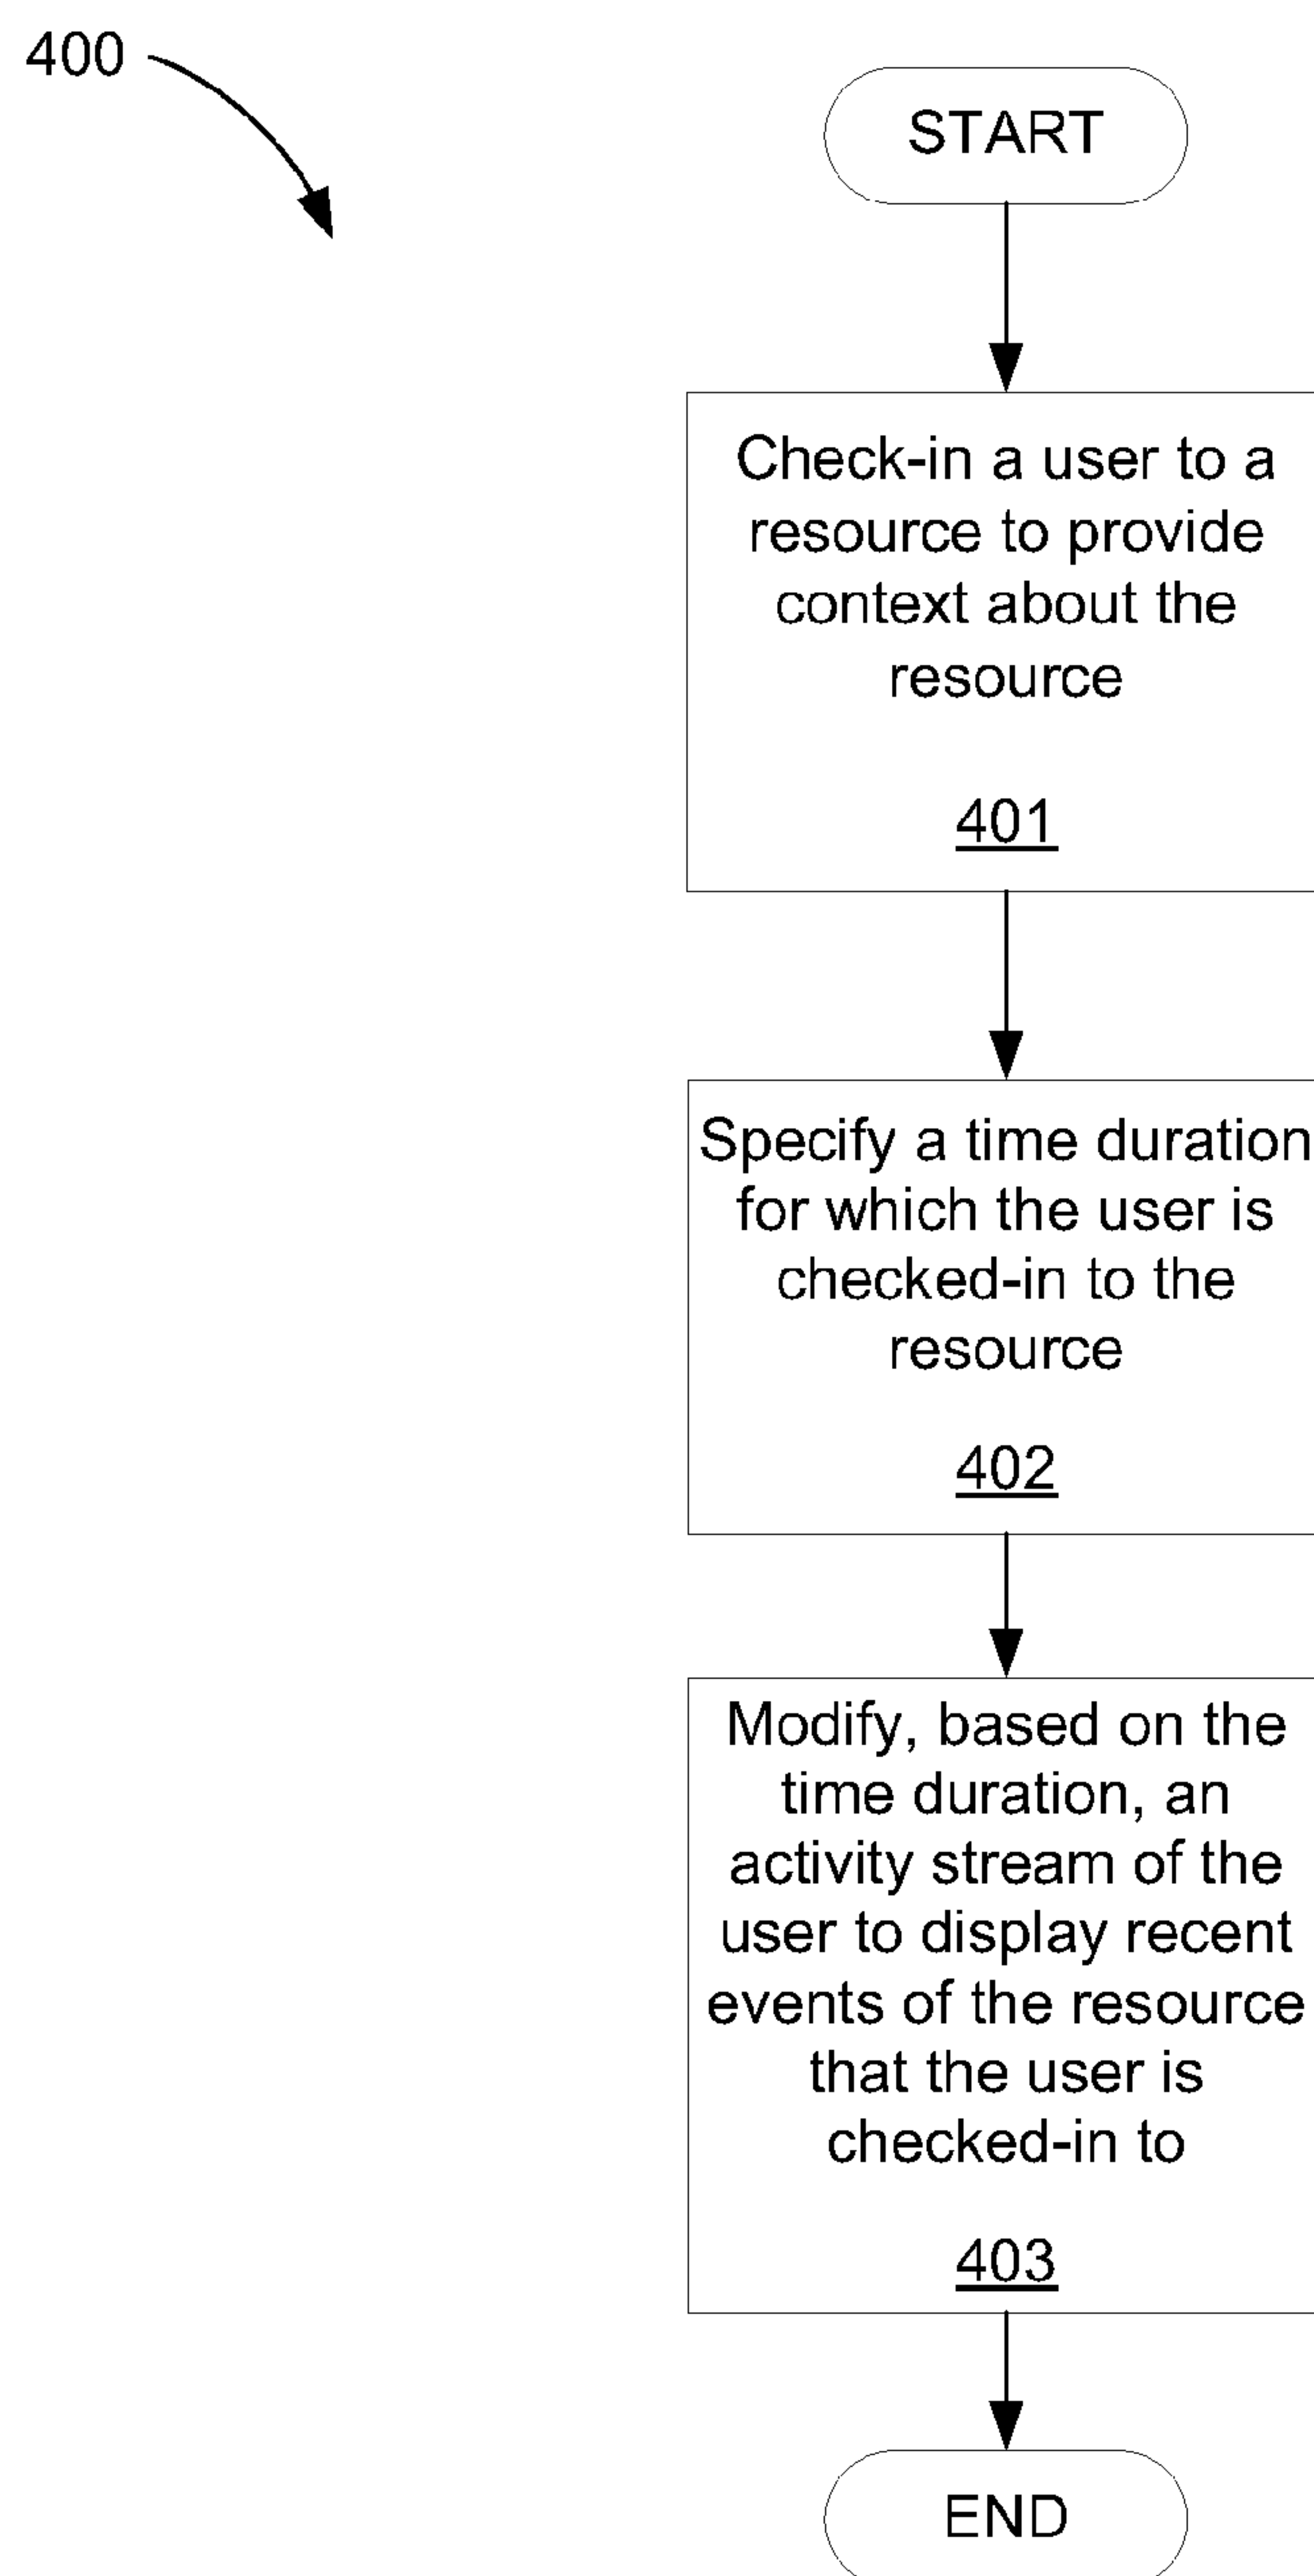 400
START
Check-in a user to a
resource to provide
context about the
resource
401
Specify a time duration
for which the user is
checked-in to the
resource
402
Modify, based on the
time duration, an
activity stream of the
user to display recent
events of the resource
that the user is
checked-in to
403
END